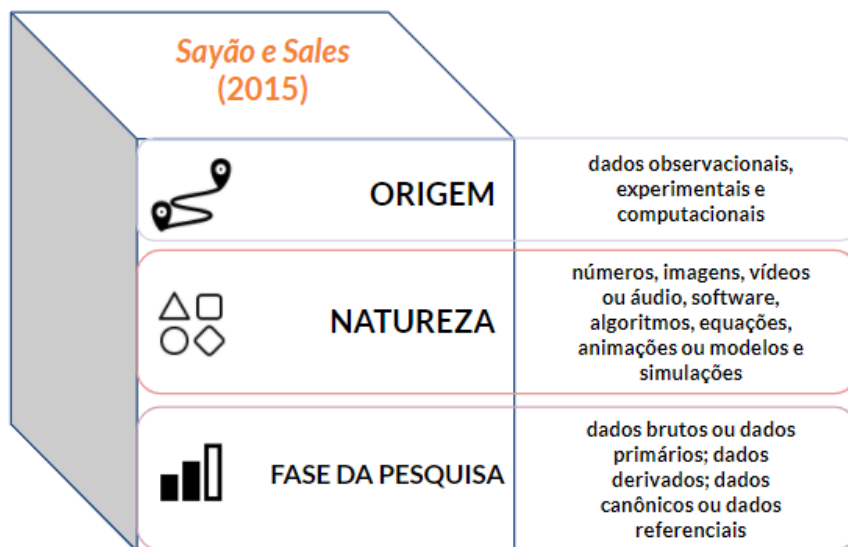 Sayão e Sales
(2015)
ORIGEM
dados observacionais,
experimentais e
computacionais
NATUREZA
números, imagens, vídeos
ou áudio, software,
algoritmos, equações,
animações ou modelos e
simulações
FASE DA PESQUISA
dados brutos ou dados
primários; dados
derivados; dados
canônicos ou dados
referenciais